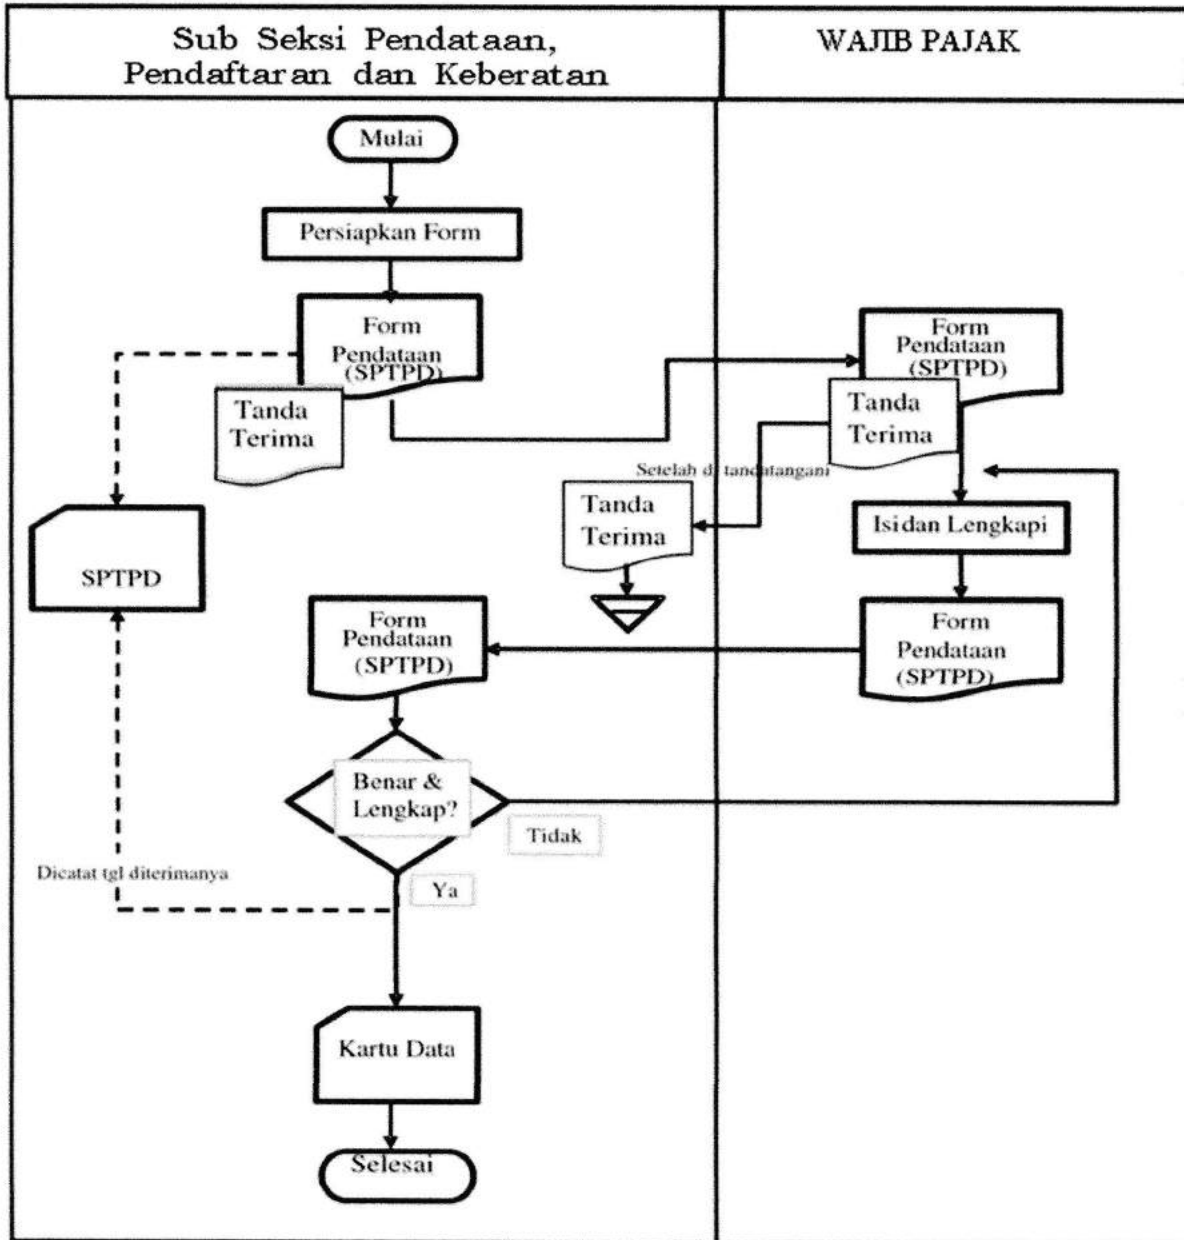 Sub Seksi Pendataan,
Pendaftaran dan Keberatan
WAJIB PAJAK
Mulai
Persiapkan Form
Form
Pendataan
(SPTPD)
Tanda
Terima
Form
Pendataan
(SPTPD)
Tanda
Terima
Setelah di tandatangani
Tanda
Terima
Isidan Lengkapi
SPTPD
Form
Pendataan
(SPTPD)
Form
Pendataan
(SPTPD)
Benar &
Lengkap?
Tidak
Dicatat tgl diterimanya
Ya
Kartu Data
Selesai